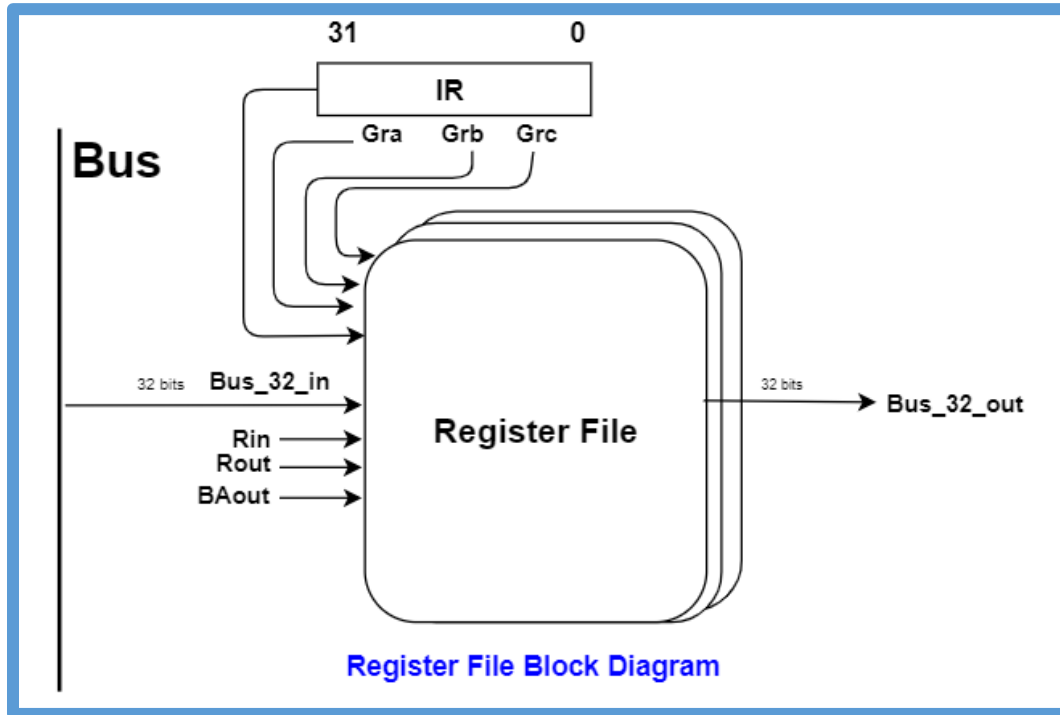 31 0
IR
Gra Grb Grc
Bus
32 bits Bus_32_in
32 bits
Bus_32_out
Rin
Rout
BAout
Register File
Register File Block Diagram